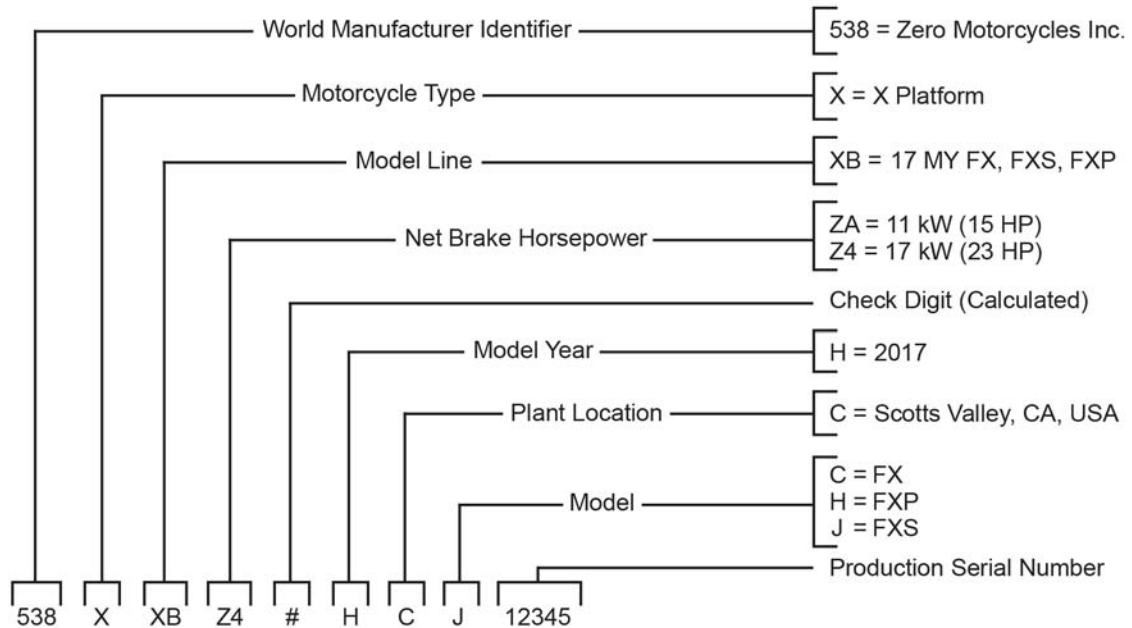 World Manufacturer Identifier
538 = Zero Motorcycles Inc.
Motorcycle Type
X = X Platform
Model Line
XB = 17 MY FX, FXS, FXP
Net Brake Horsepower
ZA = 11 kW (15 HP)
Z4 = 17 kW (23 HP)
Check Digit (Calculated)
Model Year
H = 2017
Plant Location
C = Scotts Valley, CA, USA
Model
C = FX
H = FXP
J = FXS
Production Serial Number
538 X XB Z4 # H C J 12345